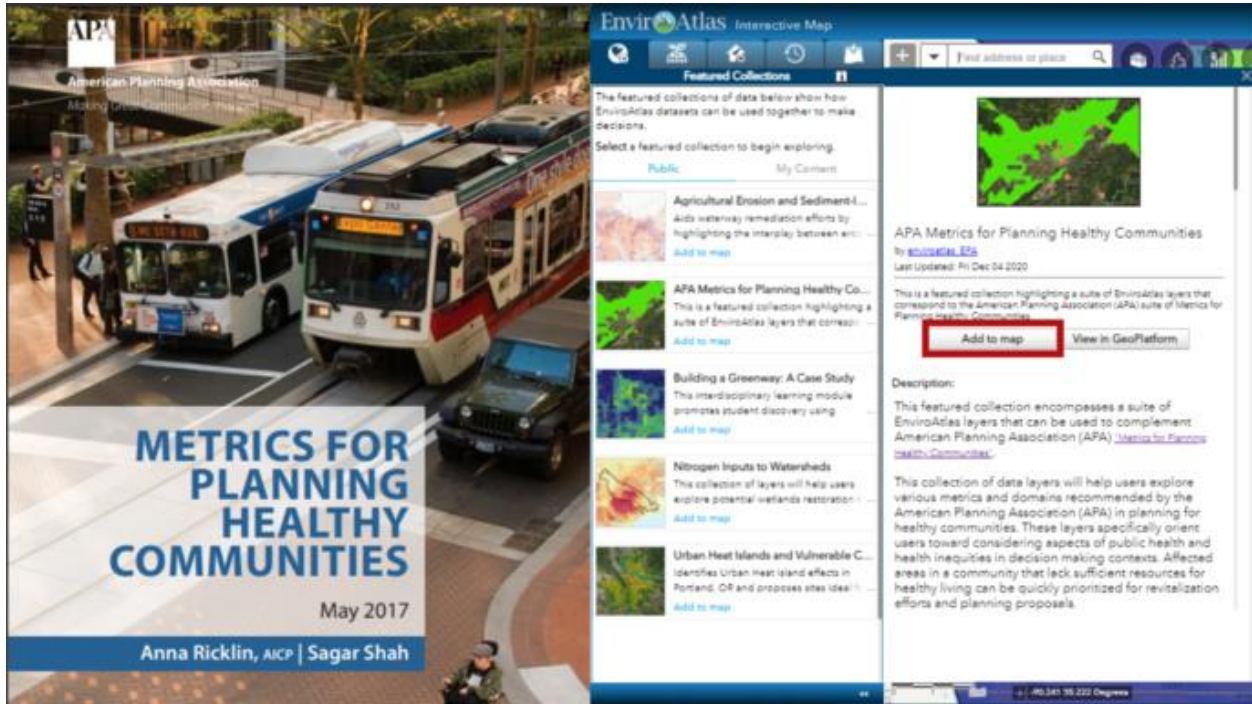 APA
American Planning Association
Making Great Communities Happen
252
METRICS FOR
PLANNING
HEALTHY
COMMUNITIES
May 2017
Anna Ricklin, AICP | Sagar Shah
EnviroAtlas Interactive Map
Featured Collections
The featured collections of data below show how
EnviroAtlas datasets can be used together to make
decisions.
Select a featured collection to begin exploring.
Public
My Content
Agricultural Erosion and Sediment-I...
Aids waterway remediation efforts by
highlighting the interplay between
Add to map
APA Metrics for Planning Healthy Co...
This is a featured collection highlighting a
suite of EnviroAtlas layers that
Add to map
Building a Greenway: A Case Study
This interdisciplinary learning module
promotes student discovery using ...
Add to map
Nitrogen Inputs to Watersheds
This collection of layers will help users
explore potential wetlands restoration
Add to map
Urban Heat Islands and Vulnerable C...
Identifies Urban Heat Island effects in
Portland, OR and proposes sites ideal
Add to map
Find address or place
APA Metrics for Planning Healthy Communities
by enviroatlas_EPA
Last Updated: Fri Dec 04 2020
This is a featured collection highlighting a suite of EnviroAtlas layers that
correspond to the American Planning Association (APA) suite of Metrics for
Planning Healthy Communities
Add to map
View in GeoPlatform
Description:
This featured collection encompasses a suite of
EnviroAtlas layers that can be used to complement
American Planning Association (APA) "Metrics for Planning
Healthy Communities".
This collection of data layers will help users explore
various metrics and domains recommended by the
American Planning Association (APA) in planning for
healthy communities. These layers specifically orient
users toward considering aspects of public health and
health inequities in decision making contexts. Affected
areas in a community that lack sufficient resources for
healthy living can be quickly prioritized for revitalization
efforts and planning proposals.
Degrees